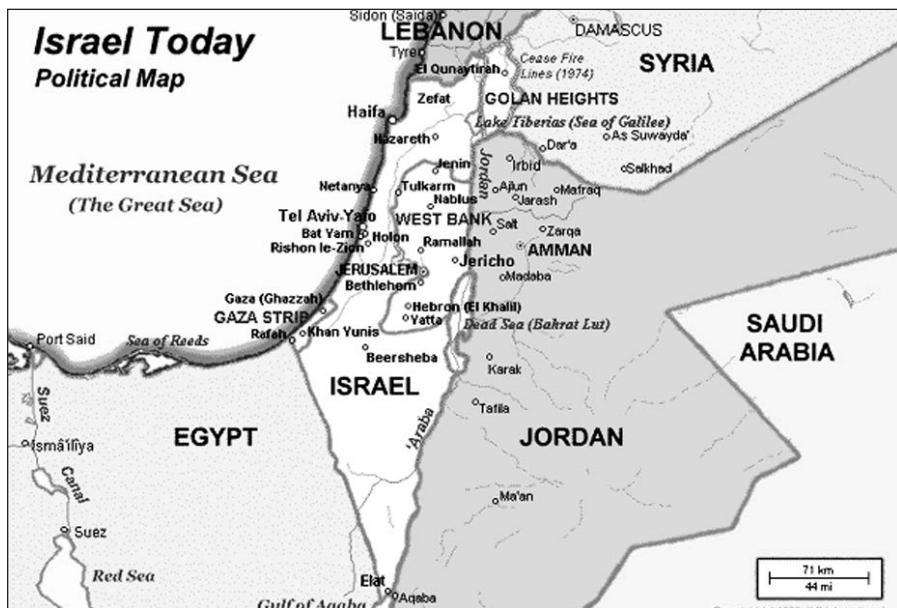 Israel Today
Political Map
Sidon (Saida)
LEBANON
DAMASCUS
Tyre
Cease Fire
Lines (1974)
SYRIA
El Qunaytirah
Zefat
GOLAN HEIGHTS
Haifa
Lake Tiberias (Sea of Galilee)
Nazareth
As Suwayda'
Dar'a
Irbid
Jenin
Salkhad
Mediterranean Sea
(The Great Sea)
Jordan
Netanya
Tulkarm
Ajlun
Mafraq
Nablus
Jarash
Tel Aviv-Yafo
WEST BANK
Salt
Zarqa
Bat Yam
Holon
Rishon le-Zion
Ramallah
AMMAN
Jericho
JERUSALEM
Madaba
Bethlehem
Gaza (Ghazzah)
Hebron (El Khalil)
GAZA STRIP
Yatta
Dead Sea (Bahrat Lut)
SAUDI
ARABIA
Port Said
Sea of Reeds
Rafah
Khan Yunis
Beersheba
Karak
ISRAEL
Suez
Tafila
EGYPT
'Araba
JORDAN
Ismâ'ilîya
Canal
Ma'an
Suez
Red Sea
71 km
44 mi
Elat
Aqaba
Gulf of Aqaba